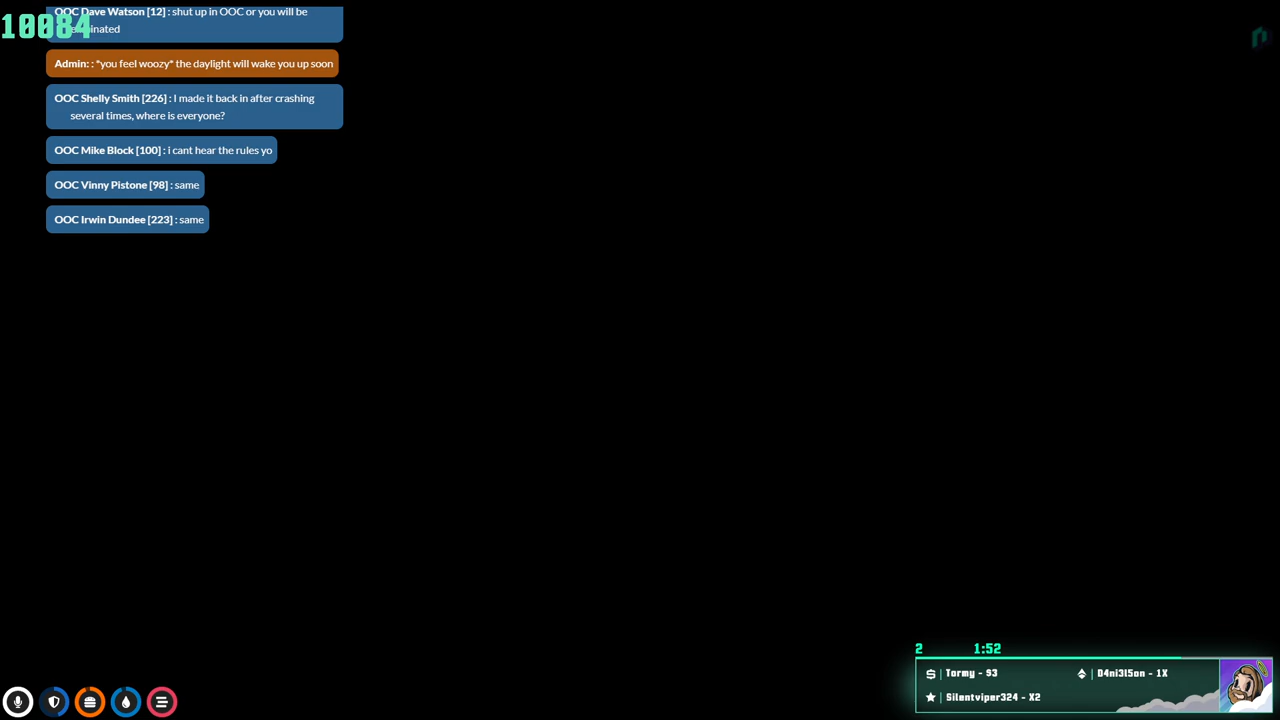 10084
OOC Dave Watson [12] : shut up in OOC or you will be
Admin: : *you feel woozy* the daylight will wake you up soon
OOC Shelly Smith [226] : I made it back in after crashing
several times, where is everyone?
OOC Mike Block [100] : i cant hear the rules yo
OOC Vinny Pistone [98] : same
OOC Irwin Dundee [223] : same
2 1:52
Tormy - 93
D4ni3l5on - 1X
Silentviper324 - X2